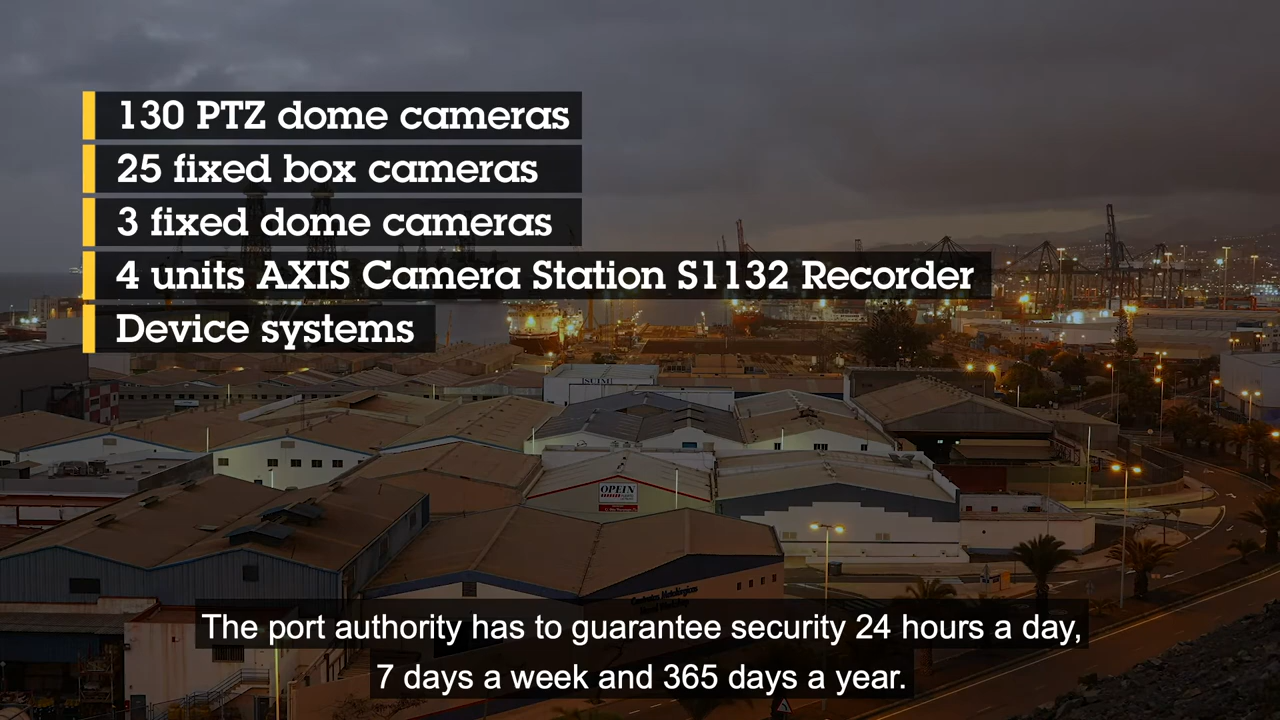 130 PTZ dome cameras
25 fixed box cameras
3 fixed dome cameras
4 units AXIS Camera Station S1132 Recorder
Device systems
OPEIN
The port authority has to guarantee security 24 hours a day,
7 days a week and 365 days a year.